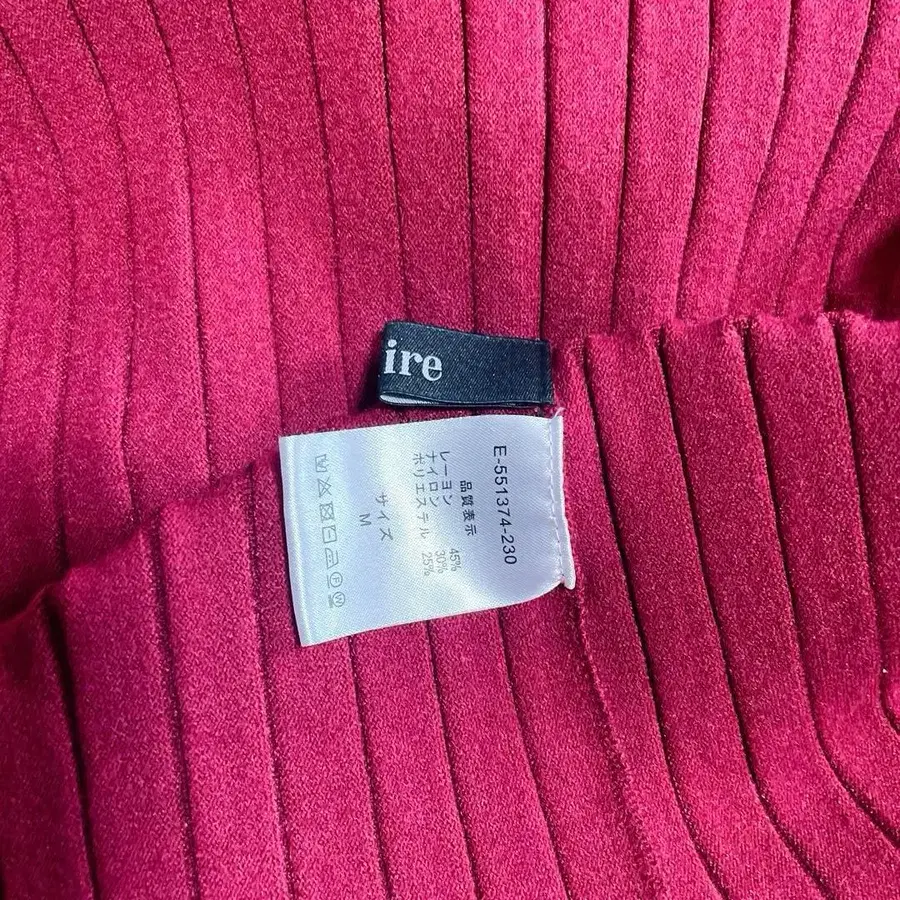 ire
E-551374-230
品質表示
レーヨン 45%
ナイロン 30%
ポリエステル 25%
サイズ
M
F
W